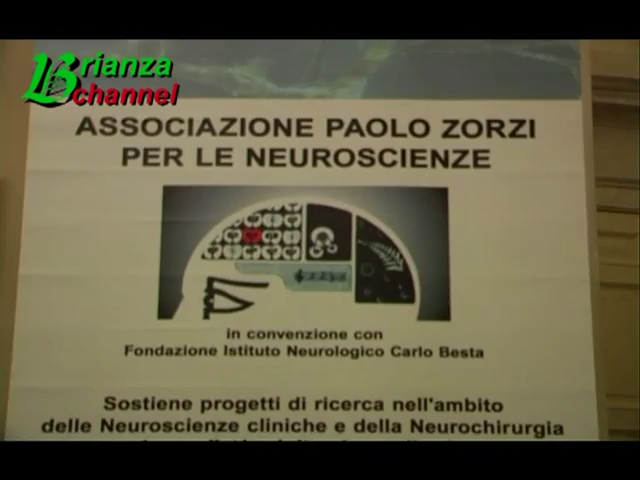 Brianza
channel
ASSOCIAZIONE PAOLO ZORZI
PER LE NEUROSCIENZE
in convenzione con
Fondazione Istituto Neurologico Carlo Besta
Sostiene progetti di ricerca nell'ambito
delle Neuroscienze cliniche e della Neurochirurgia